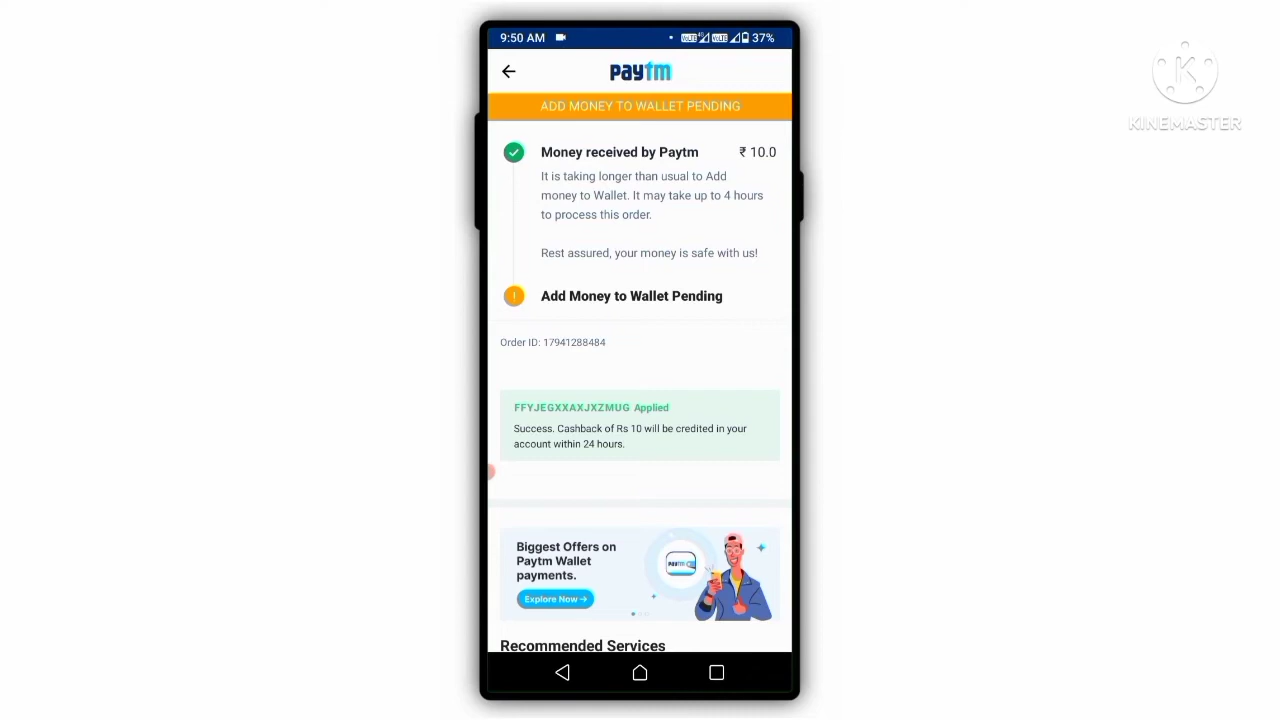 9:50 AM 37%
paytm
ADD MONEY TO WALLET PENDING
Money received by Paytm ₹ 10.0
It is taking longer than usual to Add
money to Wallet. It may take up to 4 hours
to process this order.
Rest assured, your money is safe with us!
Add Money to Wallet Pending
Order ID: 17941288484
FFYJEGXXAXJXZMUG Applied
Success. Cashback of Rs 10 will be credited in your
account within 24 hours.
Biggest Offers on
Paytm Wallet
payments.
paytm
Explore Now →
Recommended Services
K
KINEMASTER